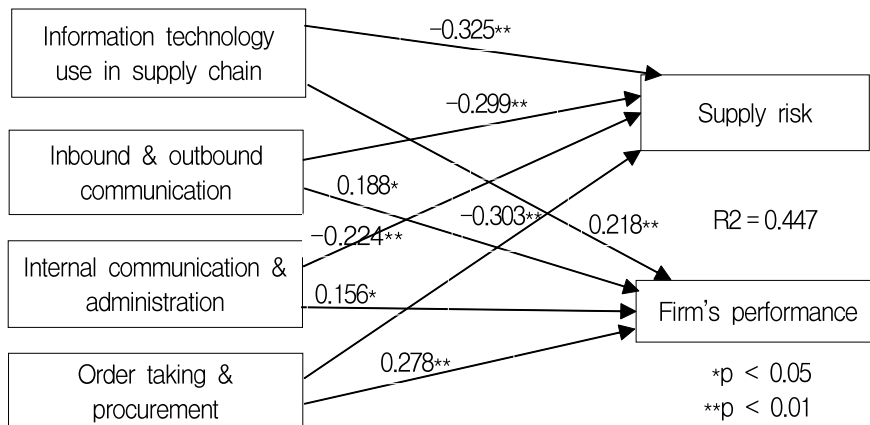 Information technology
use in supply chain
Inbound & outbound
communication
Internal communication &
administration
Order taking &
procurement
-0.325**
-0.299**
0.188*
-0.303**
0.218**
-0.224**
0.156*
0.278**
Supply risk
R2 = 0.447
Firm's performance
*p < 0.05
**p < 0.01